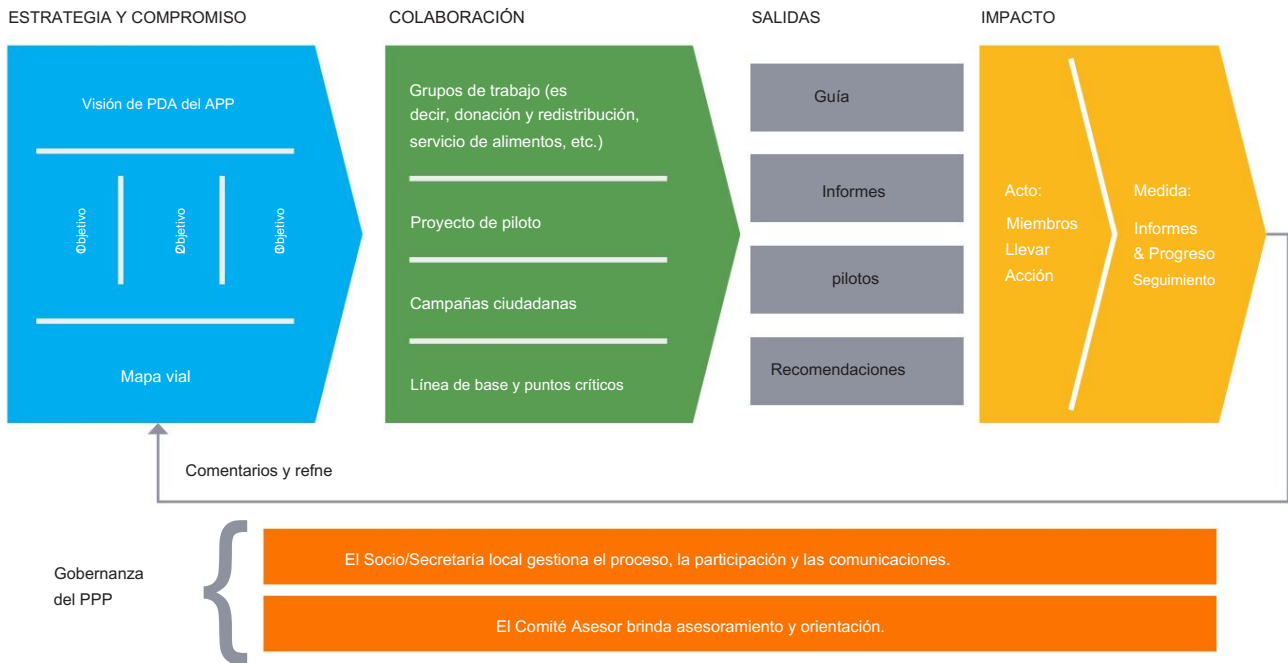 ESTRATEGIA Y COMPROMISO
COLABORACIÓN
SALIDAS
IMPACTO
Visión de PDA del APP
Objetivo
Objetivo
Objetivo
Mapa vial
Grupos de trabajo (es
decir, donación y redistribución,
servicio de alimentos, etc.)
Proyecto de piloto
Campañas ciudadanas
Línea de base y puntos críticos
Guía
Informes
pilotos
Recomendaciones
Acto:
Miembros
Llevar
Acción
Medida:
Informes
& Progreso
Seguimiento
Comentarios y refne
Gobernanza
del PPP
El Socio/Secretaría local gestiona el proceso, la participación y las comunicaciones.
El Comité Asesor brinda asesoramiento y orientación.